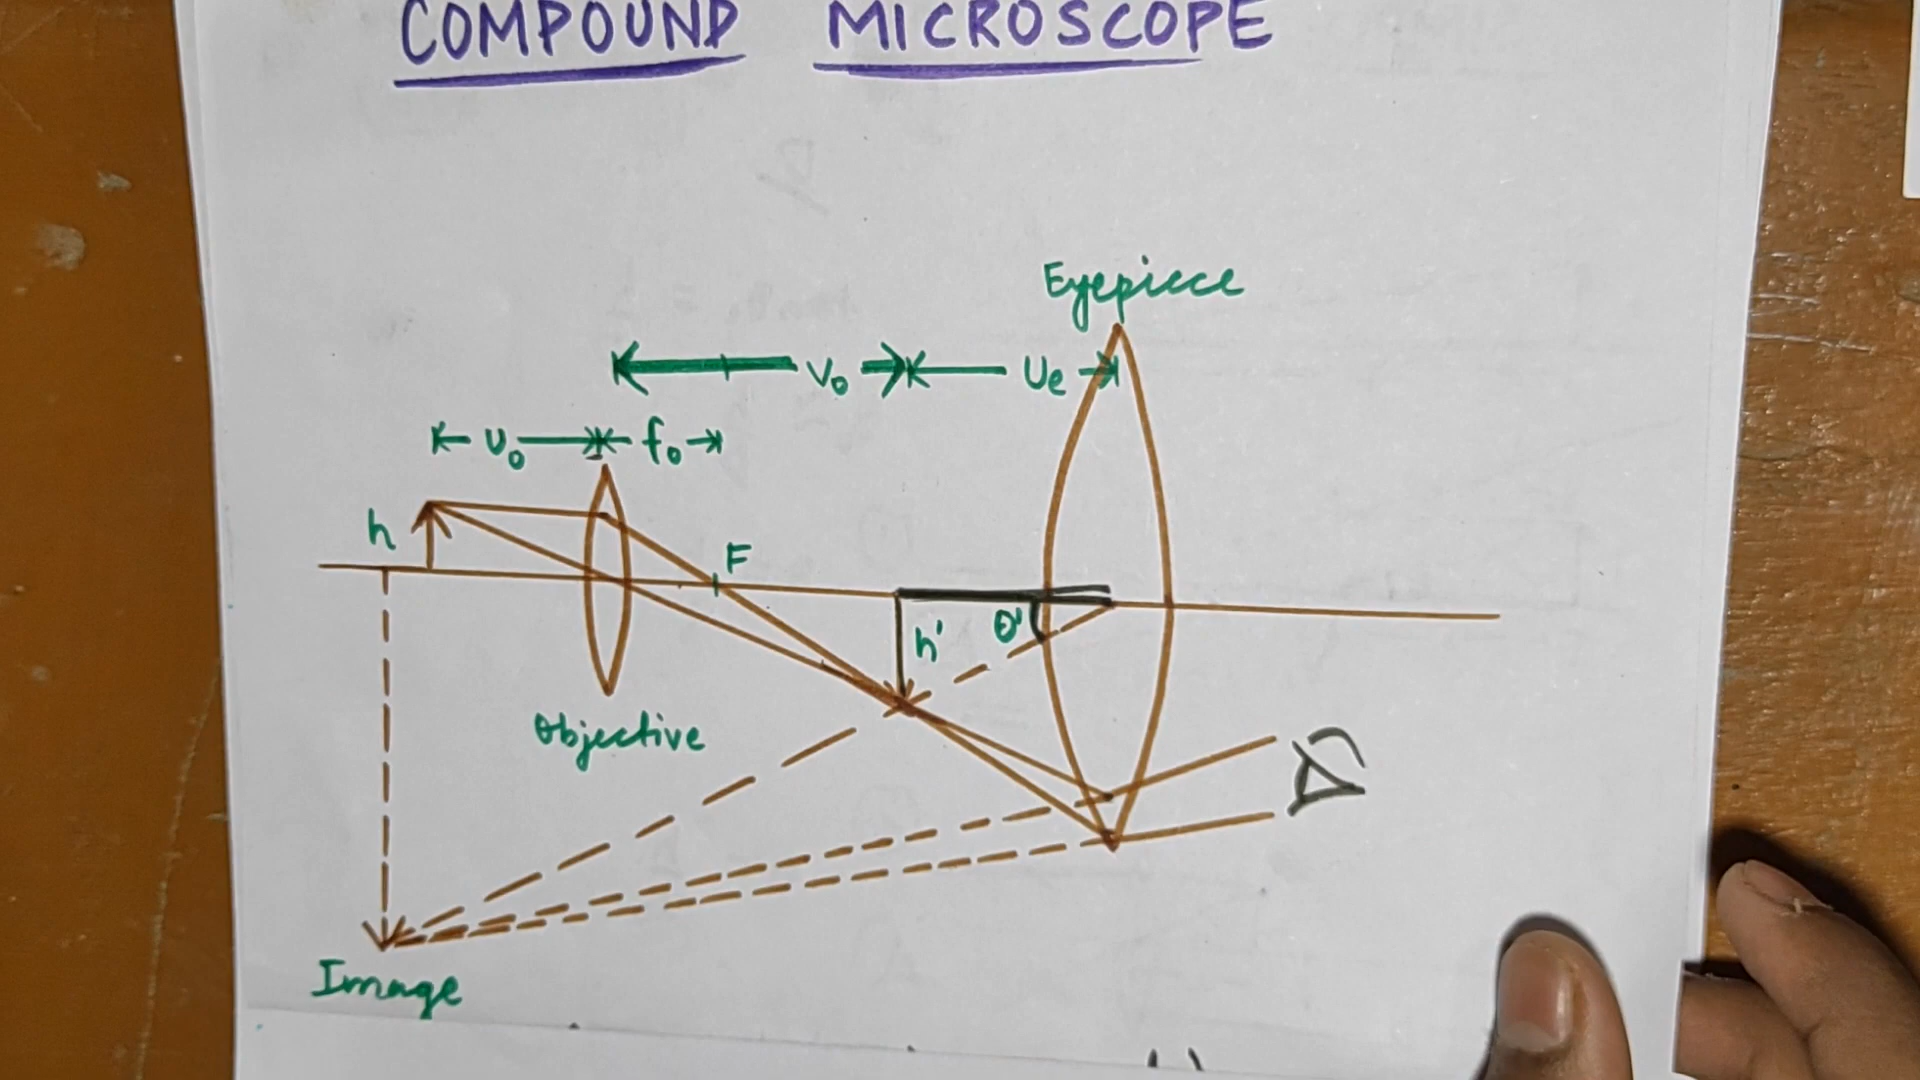 COMPOUND MICROSCOPE
Eyepiece
v₀ uₑ
u₀ f₀
h
F
h' θ'
Objective
Image